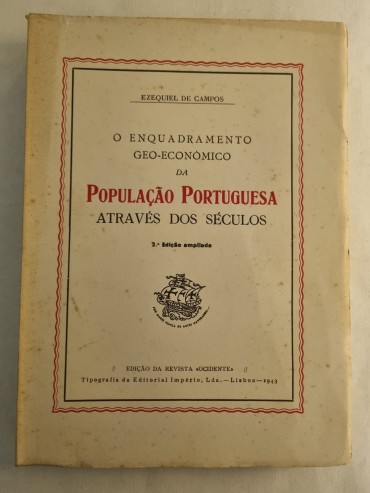 EZEQUIEL DE CAMPOS
O ENQUADRAMENTO
GEO-ECONÓMICO
DA
POPULAÇÃO PORTUGUESA
ATRAVÉS DOS SÉCULOS
2.ª Edição ampliada
EDIÇÃO DA REVISTA «OCIDENTE»
Tipografia da Editorial Império, Lda.—Lisboa—1943